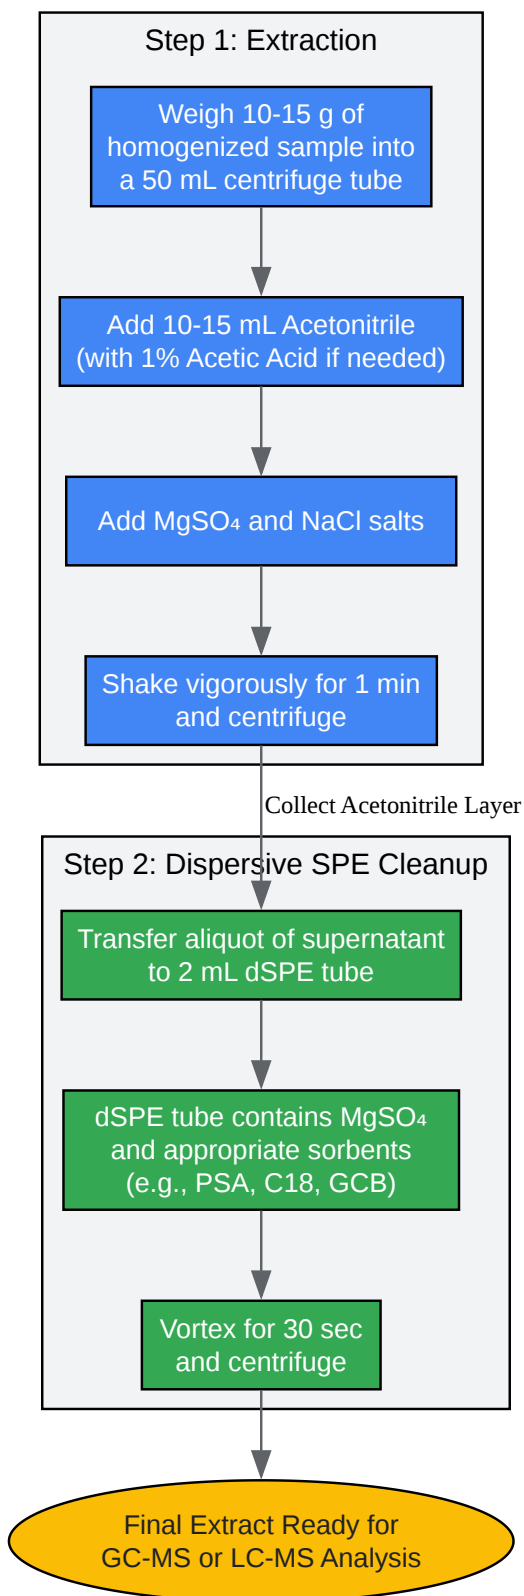 Step 1: Extraction
Weigh 10-15 g of
homogenized sample into
a 50 mL centrifuge tube
Add 10-15 mL Acetonitrile
(with 1% Acetic Acid if needed)
Add MgSO₄ and NaCl salts
Shake vigorously for 1 min
and centrifuge
Collect Acetonitrile Layer
Step 2: Dispersive SPE Cleanup
Transfer aliquot of supernatant
to 2 mL dSPE tube
dSPE tube contains MgSO₄
and appropriate sorbents
(e.g., PSA, C18, GCB)
Vortex for 30 sec
and centrifuge
Final Extract Ready for
GC-MS or LC-MS Analysis